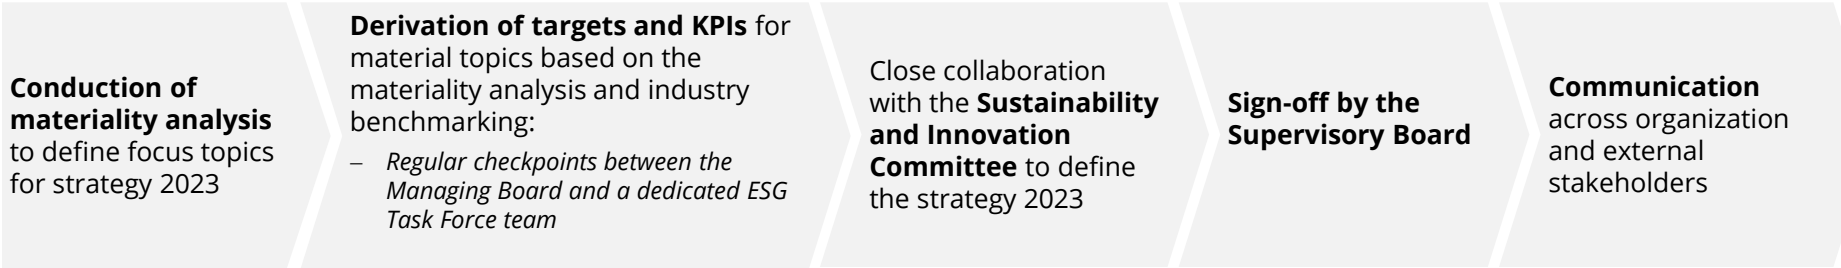 Conduction of
materiality analysis
to define focus topics
for strategy 2023
Derivation of targets and KPIs for
material topics based on the
materiality analysis and industry
benchmarking:
– Regular checkpoints between the
Managing Board and a dedicated ESG
Task Force team
Close collaboration
with the Sustainability
and Innovation
Committee to define
the strategy 2023
Sign-off by the
Supervisory Board
Communication
across organization
and external
stakeholders